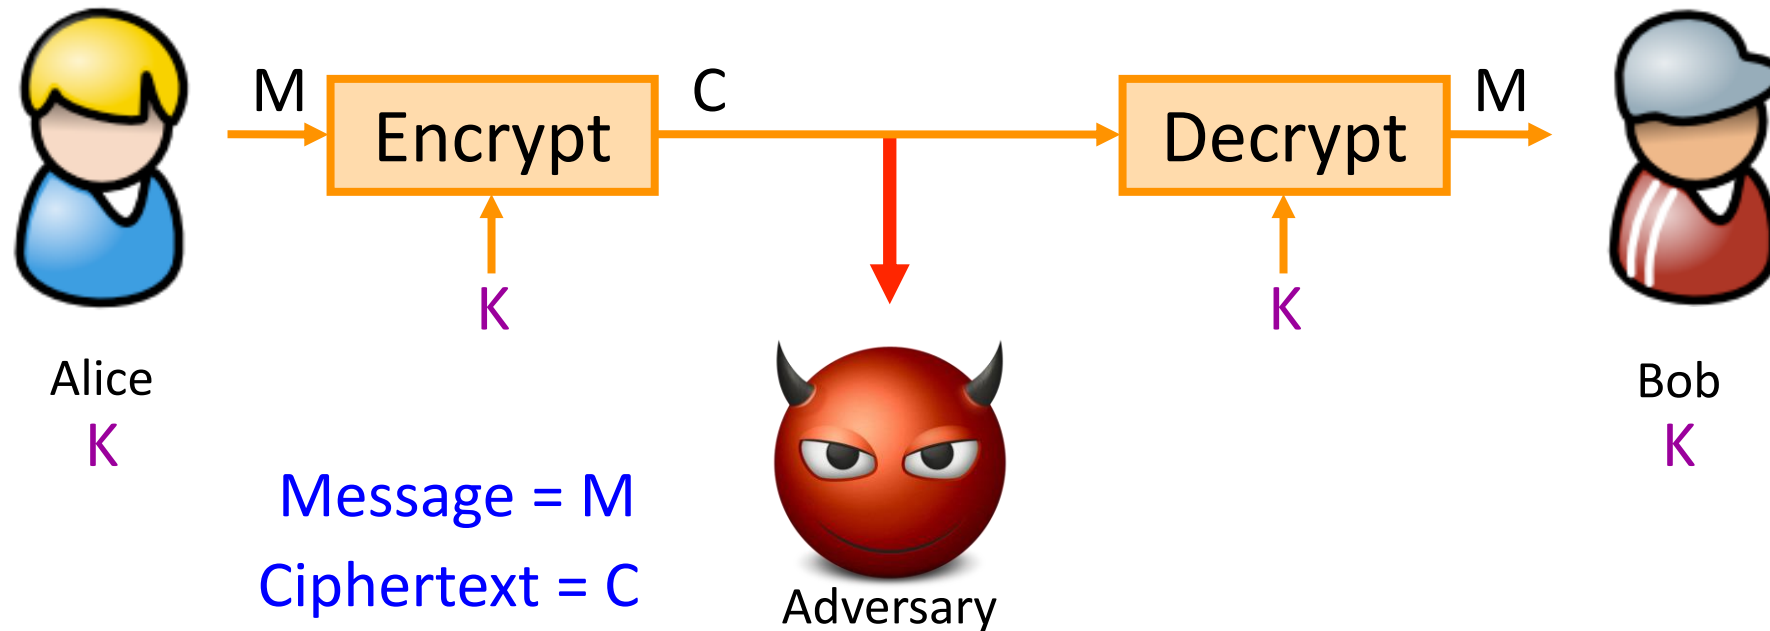 M
Encrypt
C
Decrypt
M
K
K
Alice
K
Bob
K
Message = M
Ciphertext = C
Adversary